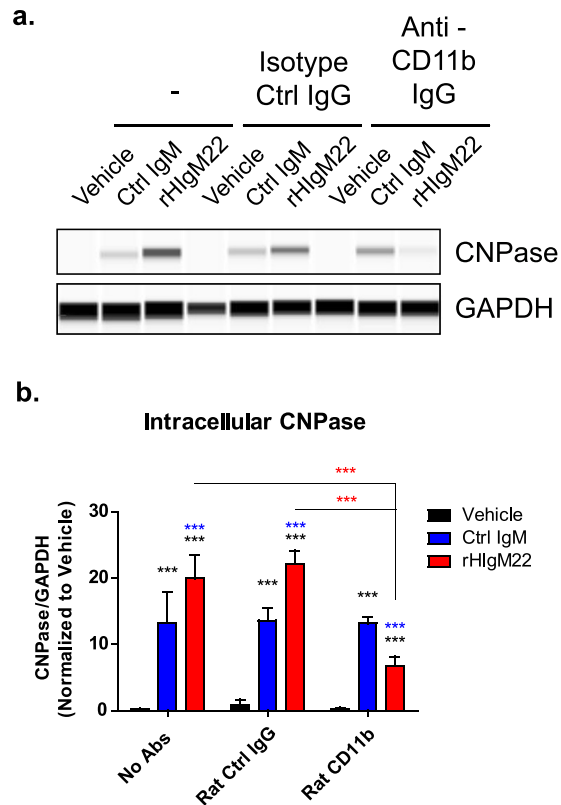 a.
-
Isotype
Ctrl IgG
Anti -
CD11b
IgG
Vehicle
Ctrl IgM
rHIgM22
Vehicle
Ctrl IgM
rHIgM22
Vehicle
Ctrl IgM
rHIgM22
CNPase
GAPDH
b.
Intracellular CNPase
CNPase/GAPDH
(Normalized to Vehicle)
30
20
10
0
***
***
***
***
***
***
***
***
***
***
***
Vehicle
Ctrl IgM
rHIgM22
No Abs
Rat Ctrl IgG
Rat CD11b